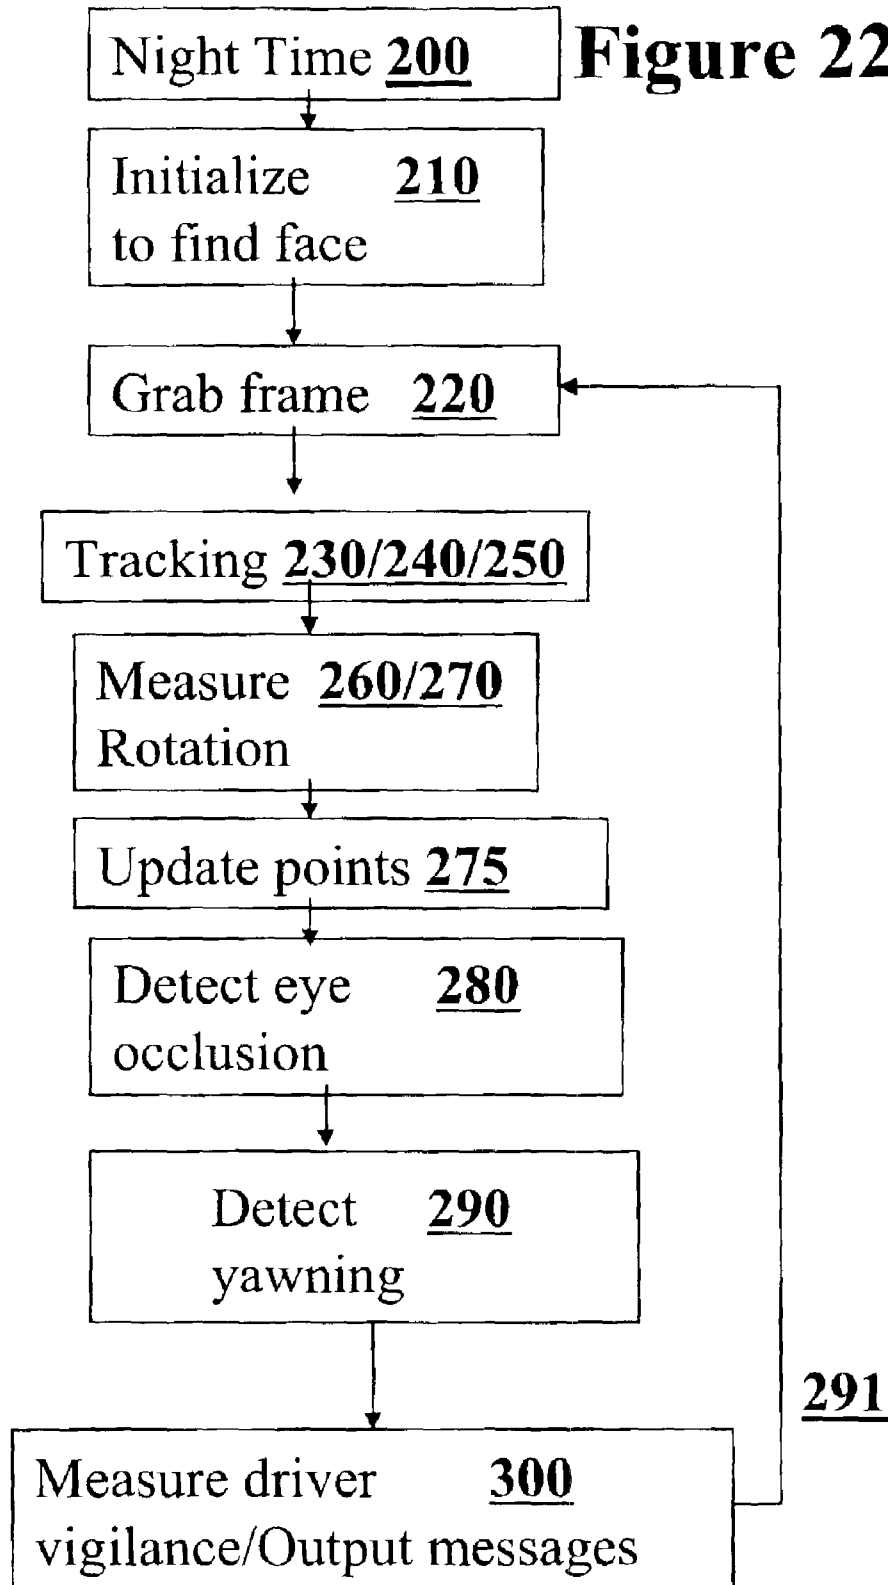 Night Time 200
Figure 22
Initialize 210
to find face
Grab frame 220
Tracking 230/240/250
Measure 260/270
Rotation
Update points 275
Detect eye 280
occlusion
Detect 290
yawning
291
Measure driver 300
vigilance/Output messages